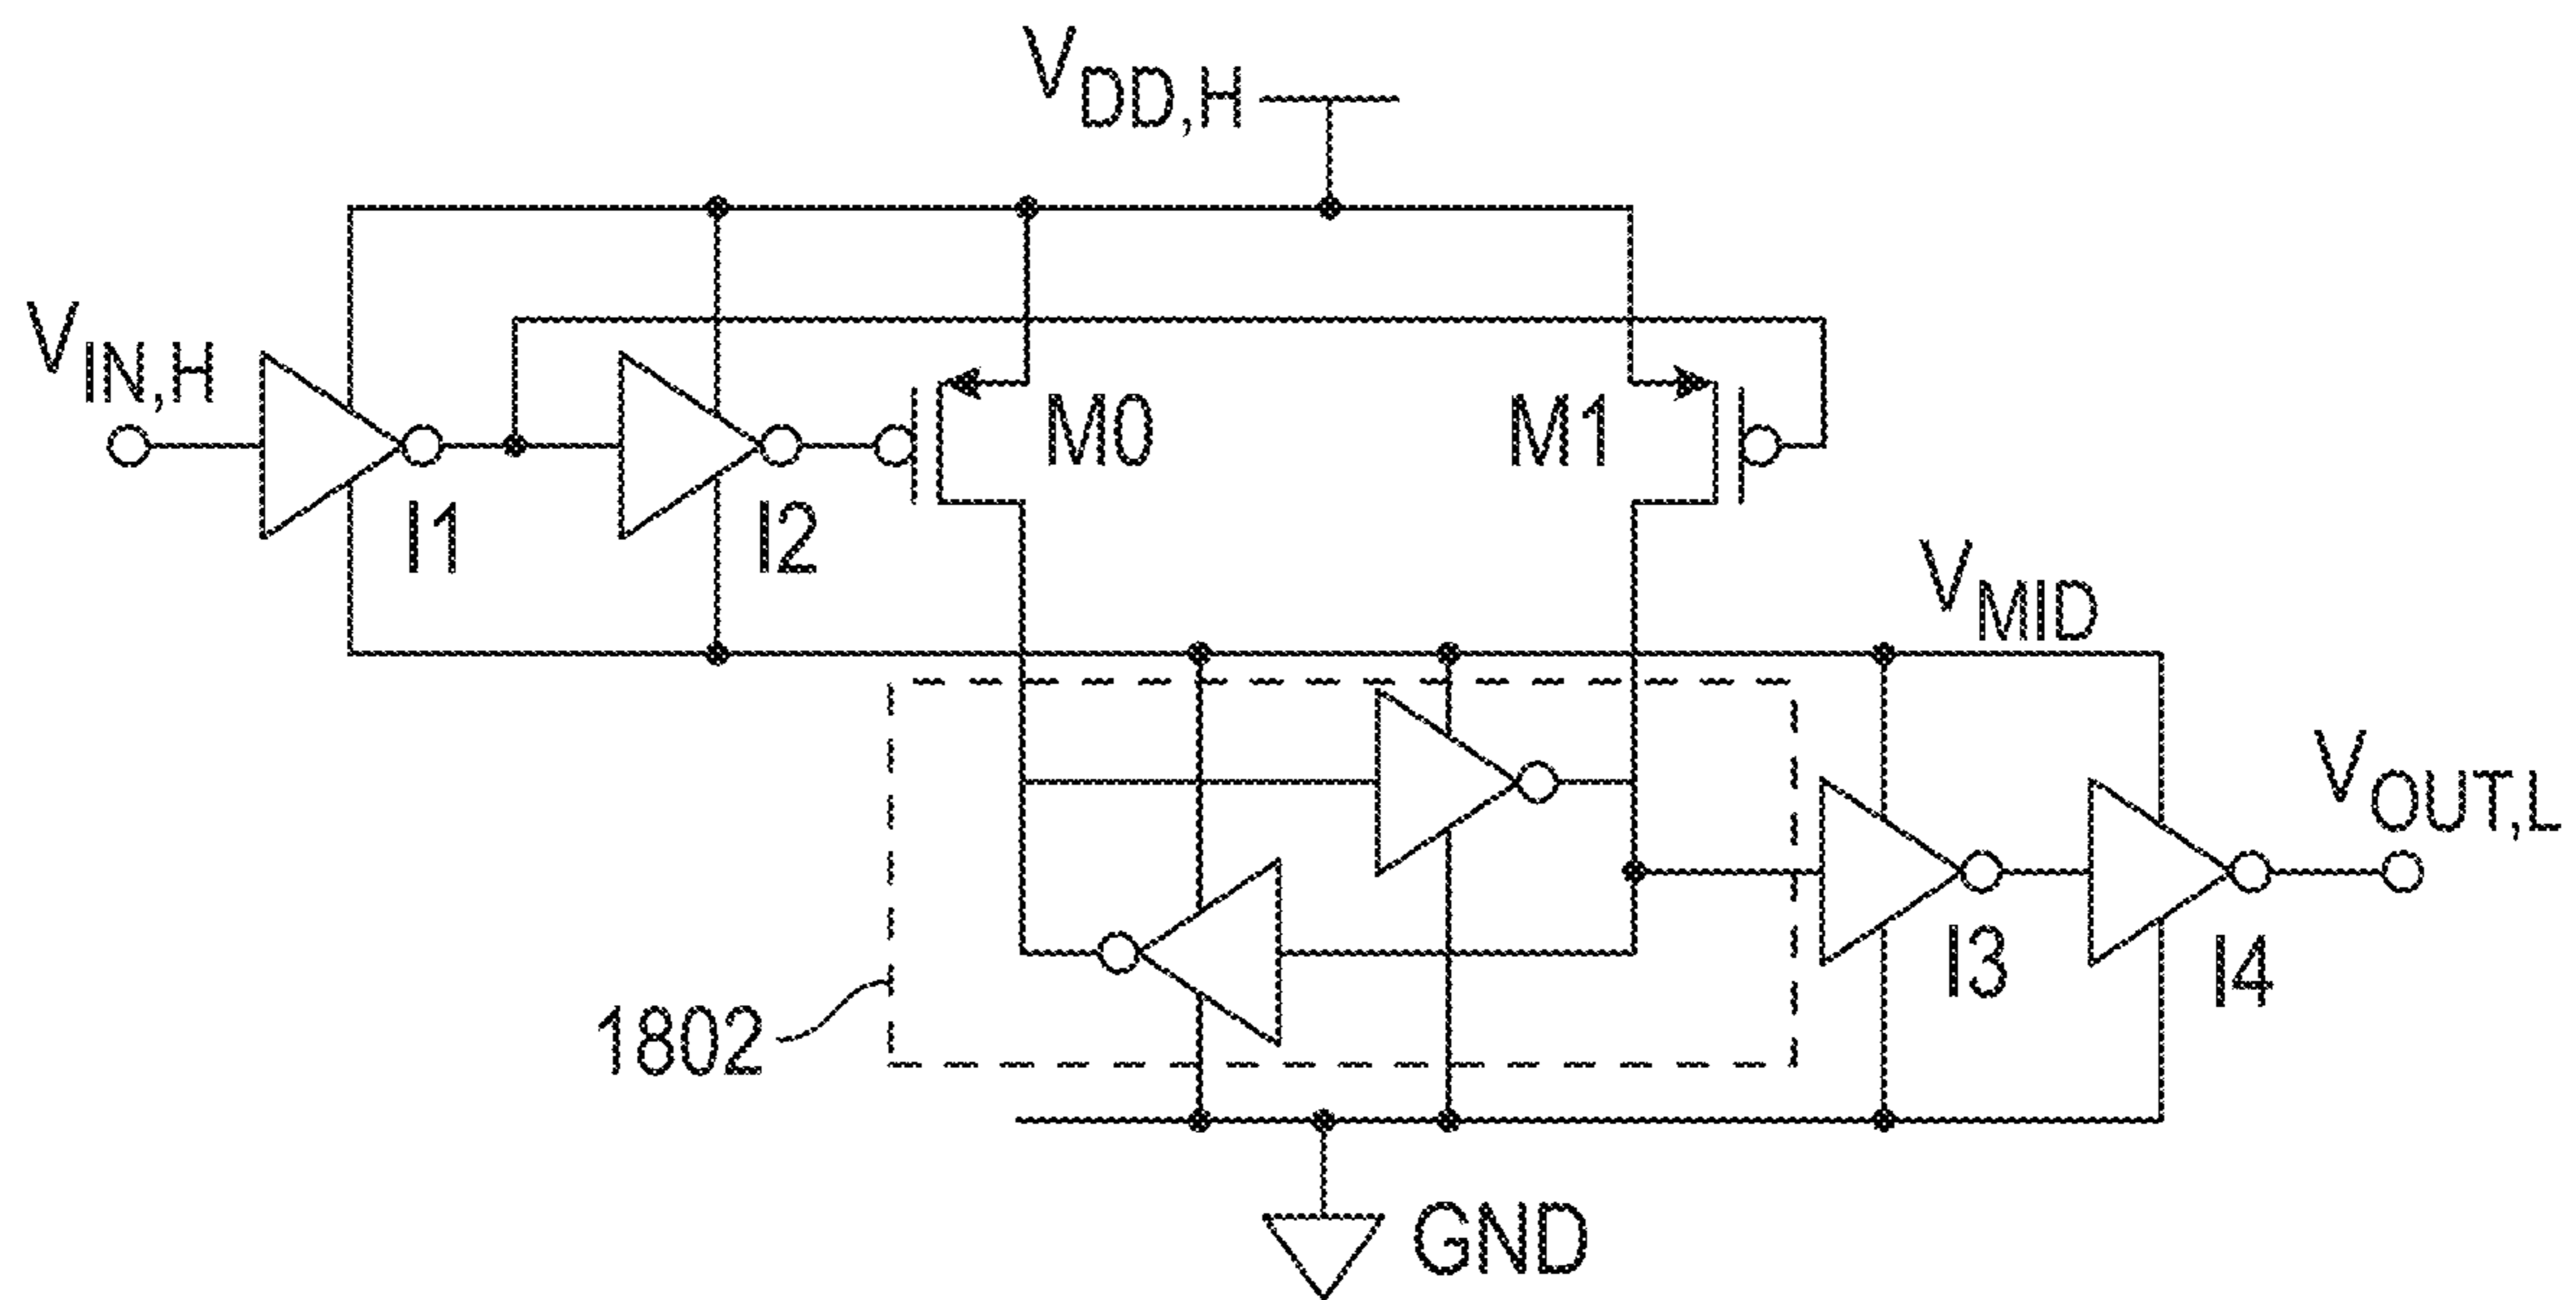 VDD,H
VIN,H
M0
M1
I1
I2
VMID
VOUT,L
I3
I4
1802
GND